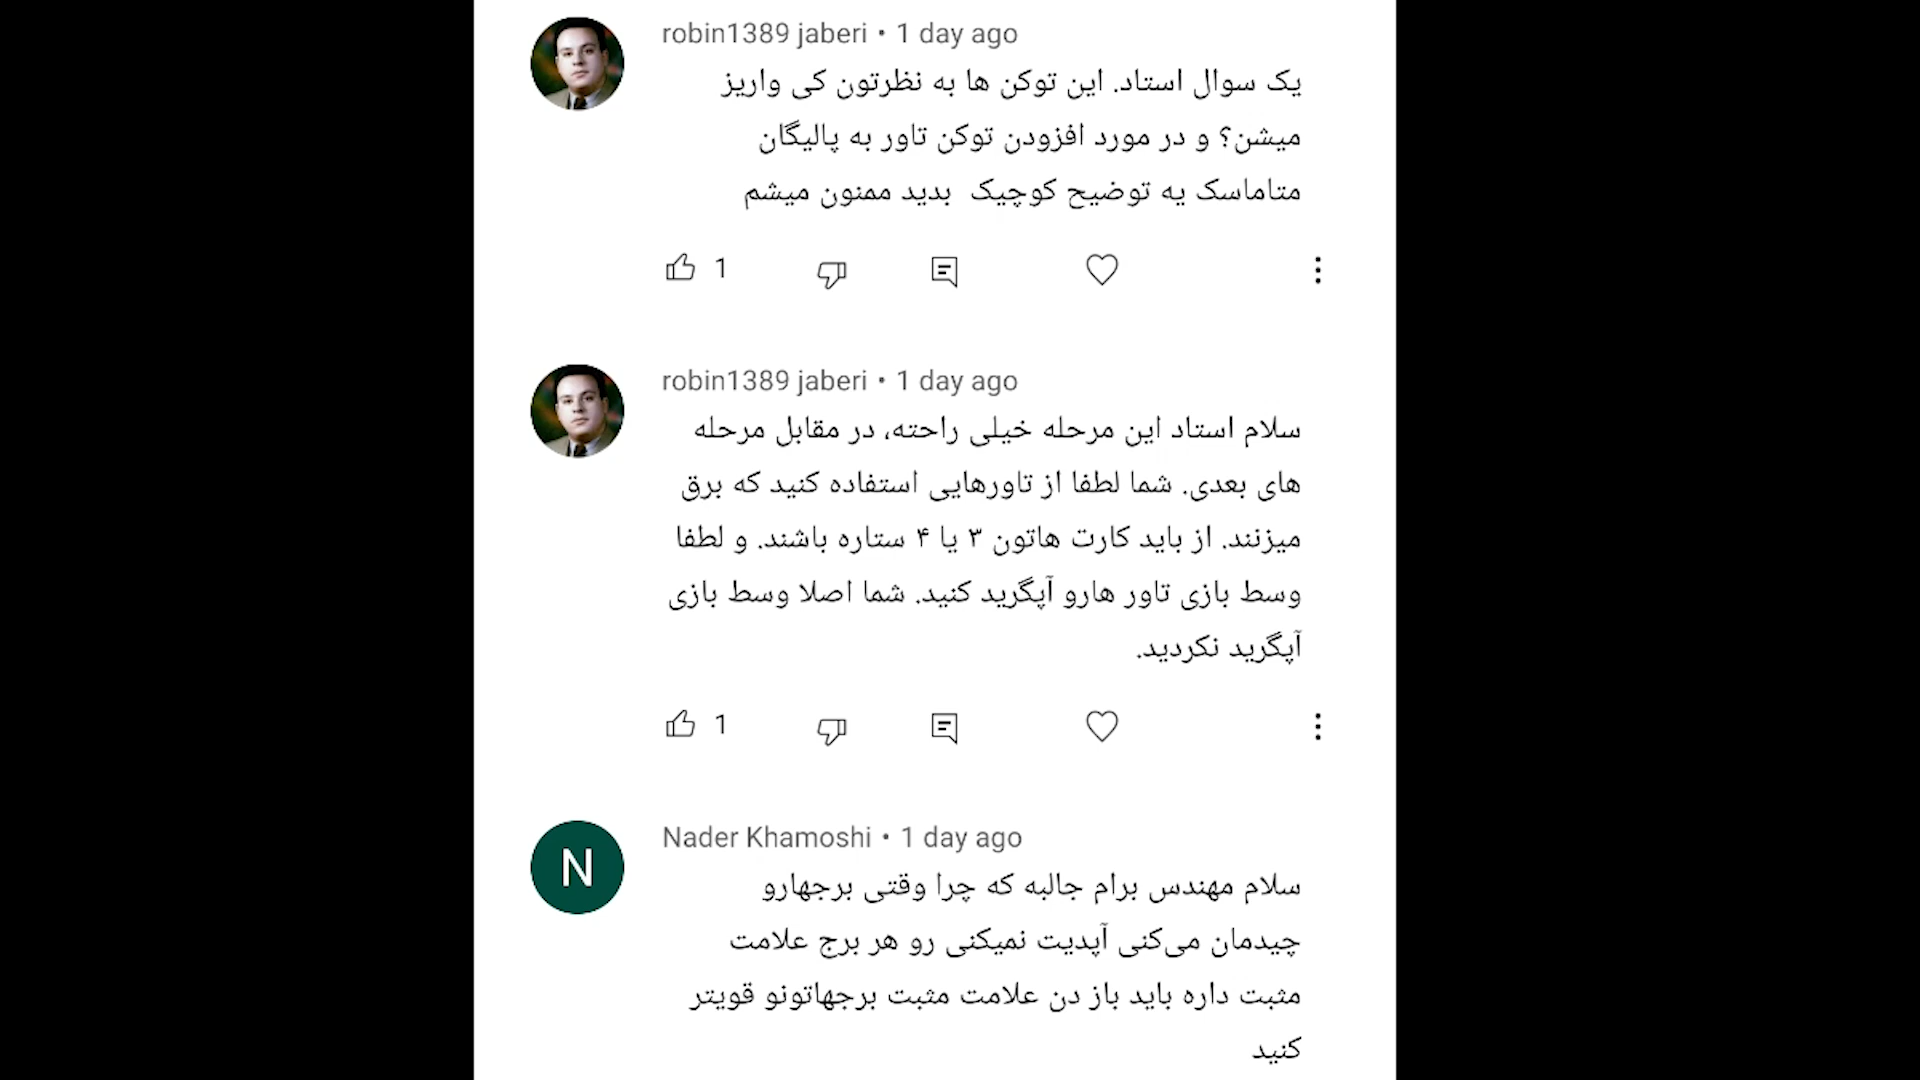 robin1389 jaberi • 1 day ago
یک سوال استاد. این توکن ها به نظرتون کی واریز
میشن؟ و در مورد افزودن توکن تاور به پالیگان
متاماسک یه توضیح کوچیک  بدید ممنون میشم
1
robin1389 jaberi • 1 day ago
سلام استاد این مرحله خیلی راحته، در مقابل مرحله
های بعدی. شما لطفا از تاورهایی استفاده کنید که برق
میزنند. از باید کارت هاتون ۳ یا ۴ ستاره باشند. و لطفا
وسط بازی تاور هارو آپگرید کنید. شما اصلا وسط بازی
آپگرید نکردید.
1
N
Nader Khamoshi • 1 day ago
سلام مهندس برام جالبه که چرا وقتی برجهارو
چیدمان می‌کنی آپدیت نمیکنی رو هر برج علامت
مثبت داره باید باز دن علامت مثبت برجهاتونو قویتر
کنید